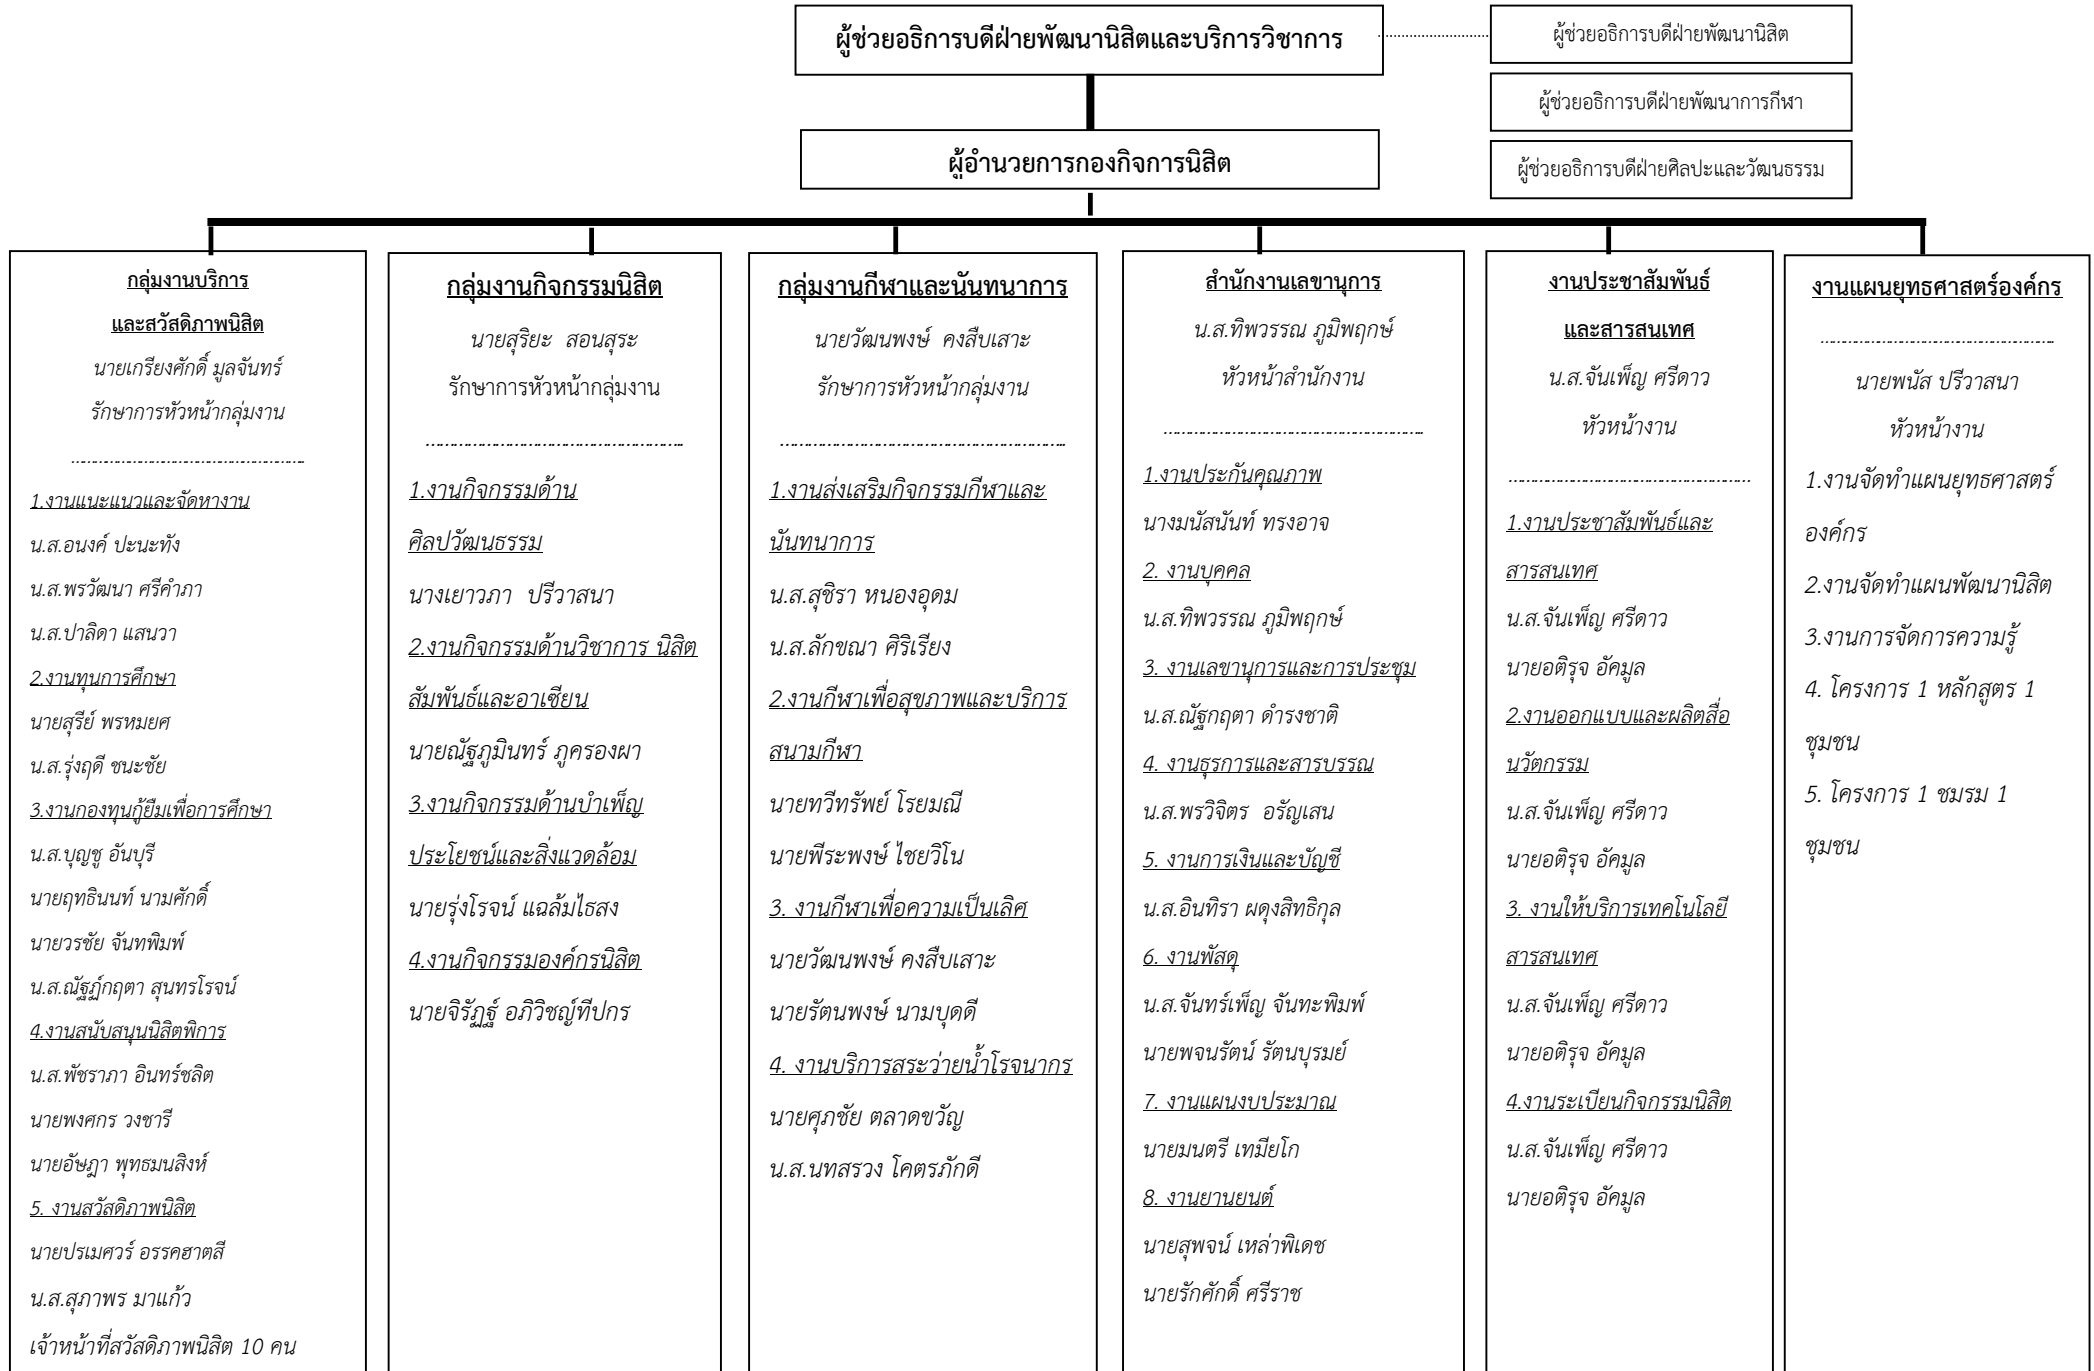 ผู้ช่วยอธิการบดีฝ่ายพัฒนานิสิตและบริการวิชาการ
ผู้ช่วยอธิการบดีฝ่ายพัฒนานิสิต
ผู้ช่วยอธิการบดีฝ่ายพัฒนาการกีฬา
ผู้ช่วยอธิการบดีฝ่ายศิลปะและวัฒนธรรม
ผู้อำนวยการกองกิจการนิสิต
กลุ่มงานบริการ
และสวัสดิภาพนิสิต
นายเกรียงศักดิ์ มูลจันทร์
รักษาการหัวหน้ากลุ่มงาน
1.งานแนะแนวและจัดหางาน
น.ส.อนงค์ ปะนะทัง
น.ส.พรวัฒนา ศรีคำภา
น.ส.ปาลิดา แสนวา
2.งานทุนการศึกษา
นายสุรีย์ พรหมยศ
น.ส.รุ่งฤดี ชนะชัย
3.งานกองทุนกู้ยืมเพื่อการศึกษา
น.ส.บุญชู อันบุรี
นายฤทธินนท์ นามศักดิ์
นายวรชัย จันทพิมพ์
น.ส.ณัฐฏ์กฤตา สุนทรโรจน์
4.งานสนับสนุนนิสิตพิการ
น.ส.พัชราภา อินทร์ชลิต
นายพงศกร วงชารี
นายอัษฎา พุทธมนสิงห์
5. งานสวัสดิภาพนิสิต
นายปรเมศวร์ อรรคฮาตสี
น.ส.สุภาพร มาแก้ว
เจ้าหน้าที่สวัสดิภาพนิสิต 10 คน
กลุ่มงานกิจกรรมนิสิต
นายสุริยะ สอนสุระ
รักษาการหัวหน้ากลุ่มงาน
1.งานกิจกรรมด้าน
ศิลปวัฒนธรรม
นางเยาวภา ปรีวาสนา
2.งานกิจกรรมด้านวิชาการ นิสิต
สัมพันธ์และอาเซียน
นายณัฐภูมินทร์ ภูครองผา
3.งานกิจกรรมด้านบำเพ็ญ
ประโยชน์และสิ่งแวดล้อม
นายรุ่งโรจน์ แฉล้มไธสง
4.งานกิจกรรมองค์กรนิสิต
นายจิรัฏฐ์ อภิวิชญ์ทีปกร
กลุ่มงานกีฬาและนันทนาการ
นายวัฒนพงษ์ คงสืบเสาะ
รักษาการหัวหน้ากลุ่มงาน
1.งานส่งเสริมกิจกรรมกีฬาและ
นันทนาการ
น.ส.สุชิรา หนองอุดม
น.ส.ลักขณา ศิริเรียง
2.งานกีฬาเพื่อสุขภาพและบริการ
สนามกีฬา
นายทวีทรัพย์ โรยมณี
นายพีระพงษ์ ไชยวิโน
3. งานกีฬาเพื่อความเป็นเลิศ
นายวัฒนพงษ์ คงสืบเสาะ
นายรัตนพงษ์ นามบุดดี
4. งานบริการสระว่ายน้ำโรจนากร
นายศุภชัย ตลาดขวัญ
น.ส.นทสรวง โคตรภักดี
สำนักงานเลขานุการ
น.ส.ทิพวรรณ ภูมิพฤกษ์
หัวหน้าสำนักงาน
1.งานประกันคุณภาพ
นางมนัสนันท์ ทรงอาจ
2. งานบุคคล
น.ส.ทิพวรรณ ภูมิพฤกษ์
3. งานเลขานุการและการประชุม
น.ส.ณัฐกฤตา ดำรงชาติ
4. งานธุรการและสารบรรณ
น.ส.พรวิจิตร อรัญเสน
5. งานการเงินและบัญชี
น.ส.อินทิรา ผดุงสิทธิกุล
6. งานพัสดุ
น.ส.จันทร์เพ็ญ จันทะพิมพ์
นายพจนรัตน์ รัตนบุรมย์
7. งานแผนงบประมาณ
นายมนตรี เทมียโก
8. งานยานยนต์
นายสุพจน์ เหล่าพิเดช
นายรักศักดิ์ ศรีราช
งานประชาสัมพันธ์
และสารสนเทศ
น.ส.จันเพ็ญ ศรีดาว
หัวหน้างาน
1.งานประชาสัมพันธ์และ
สารสนเทศ
น.ส.จันเพ็ญ ศรีดาว
นายอติรุจ อัคมูล
2.งานออกแบบและผลิตสื่อ
นวัตกรรม
น.ส.จันเพ็ญ ศรีดาว
นายอติรุจ อัคมูล
3. งานให้บริการเทคโนโลยี
สารสนเทศ
น.ส.จันเพ็ญ ศรีดาว
นายอติรุจ อัคมูล
4.งานระเบียนกิจกรรมนิสิต
น.ส.จันเพ็ญ ศรีดาว
นายอติรุจ อัคมูล
งานแผนยุทธศาสตร์องค์กร
นายพนัส ปรีวาสนา
หัวหน้างาน
1.งานจัดทำแผนยุทธศาสตร์
องค์กร
2.งานจัดทำแผนพัฒนานิสิต
3.งานการจัดการความรู้
4. โครงการ 1 หลักสูตร 1
ชุมชน
5. โครงการ 1 ชมรม 1
ชุมชน